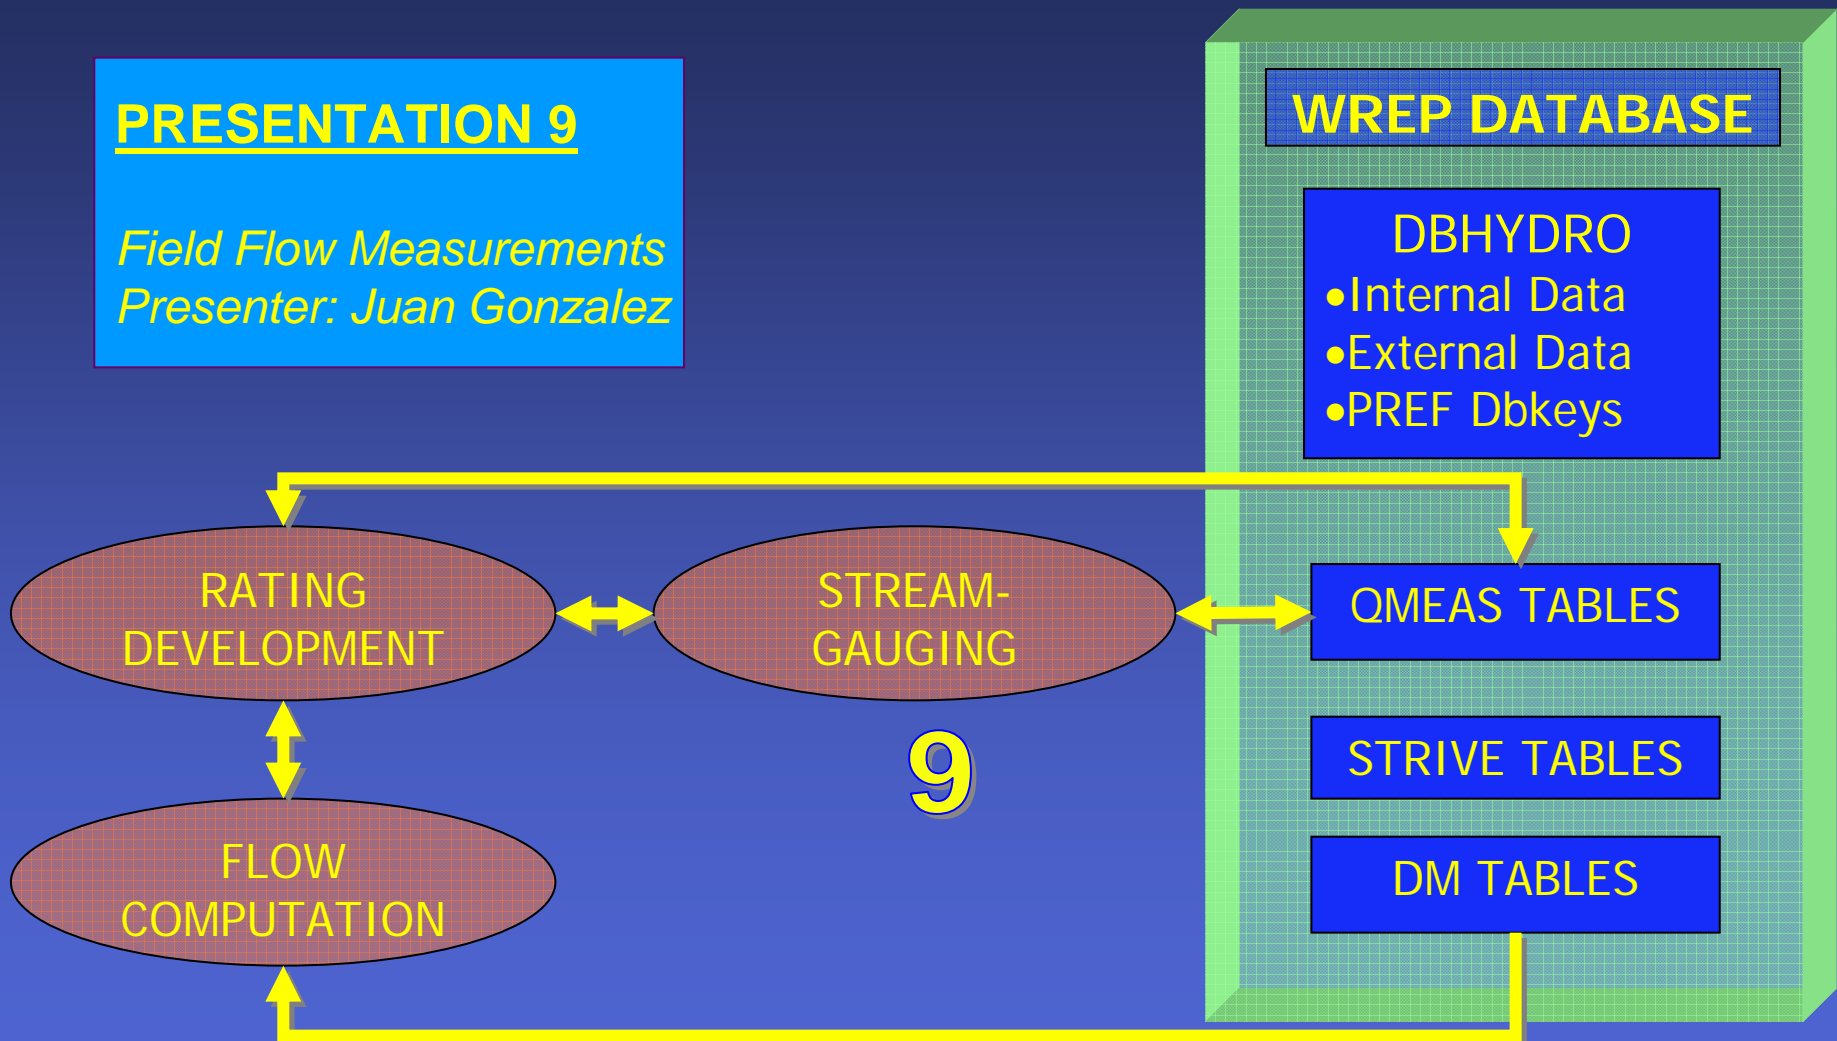 PRESENTATION 9
Field Flow Measurements
Presenter: Juan Gonzalez
WREP DATABASE
DBHYDRO
•Internal Data
•External Data
•PREF Dbkeys
RATING
DEVELOPMENT
STREAM-
GAUGING
QMEAS TABLES
9
STRIVE TABLES
FLOW
COMPUTATION
DM TABLES